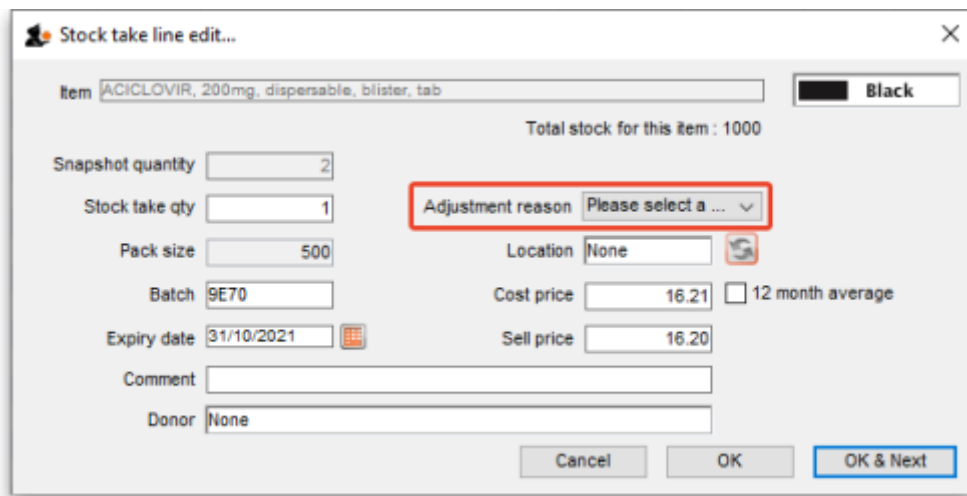 Stock take line edit...
Item ACICLOVIR, 200mg, dispersable, blister, tab Black
Total stock for this item : 1000
Snapshot quantity 2
Stock take qty 1 Adjustment reason Please select a ...
Pack size 500 Location None
Batch 9E70 Cost price 16.21 12 month average
Expiry date 31/10/2021 Sell price 16.20
Comment
Donor None
Cancel OK OK & Next